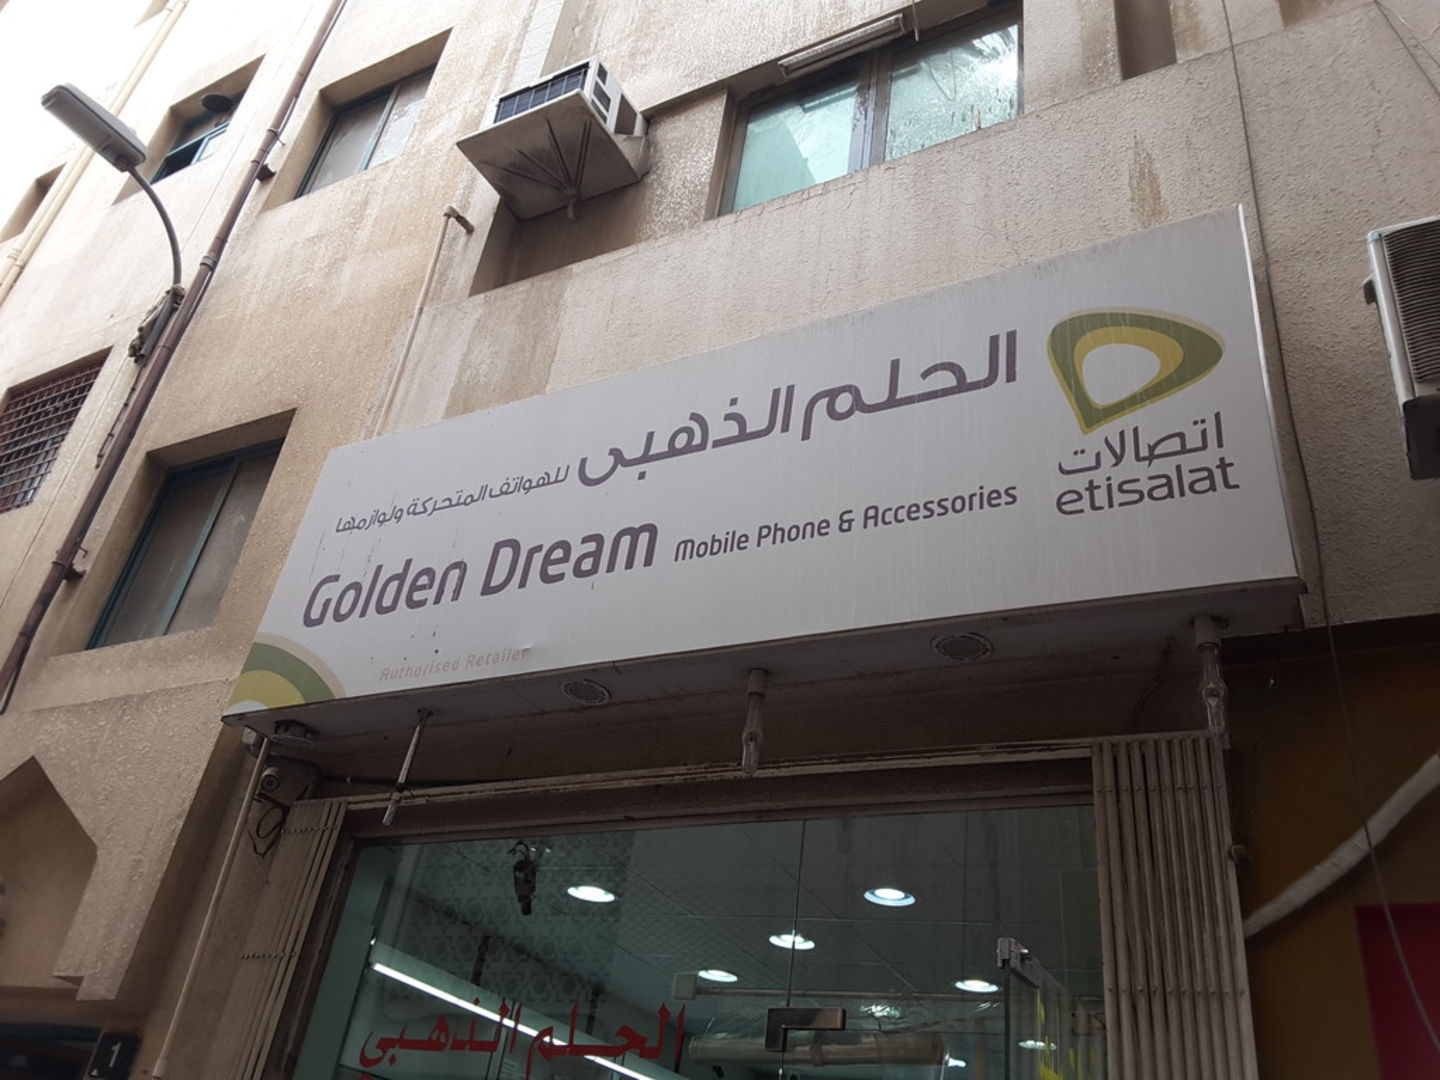 الحلم الذهبي للهواتف المتحركة ولوازمها
Golden Dream Mobile Phone & Accessories
Authorised Retailer
اتصالات
etisalat
الحلم الذهبي
1